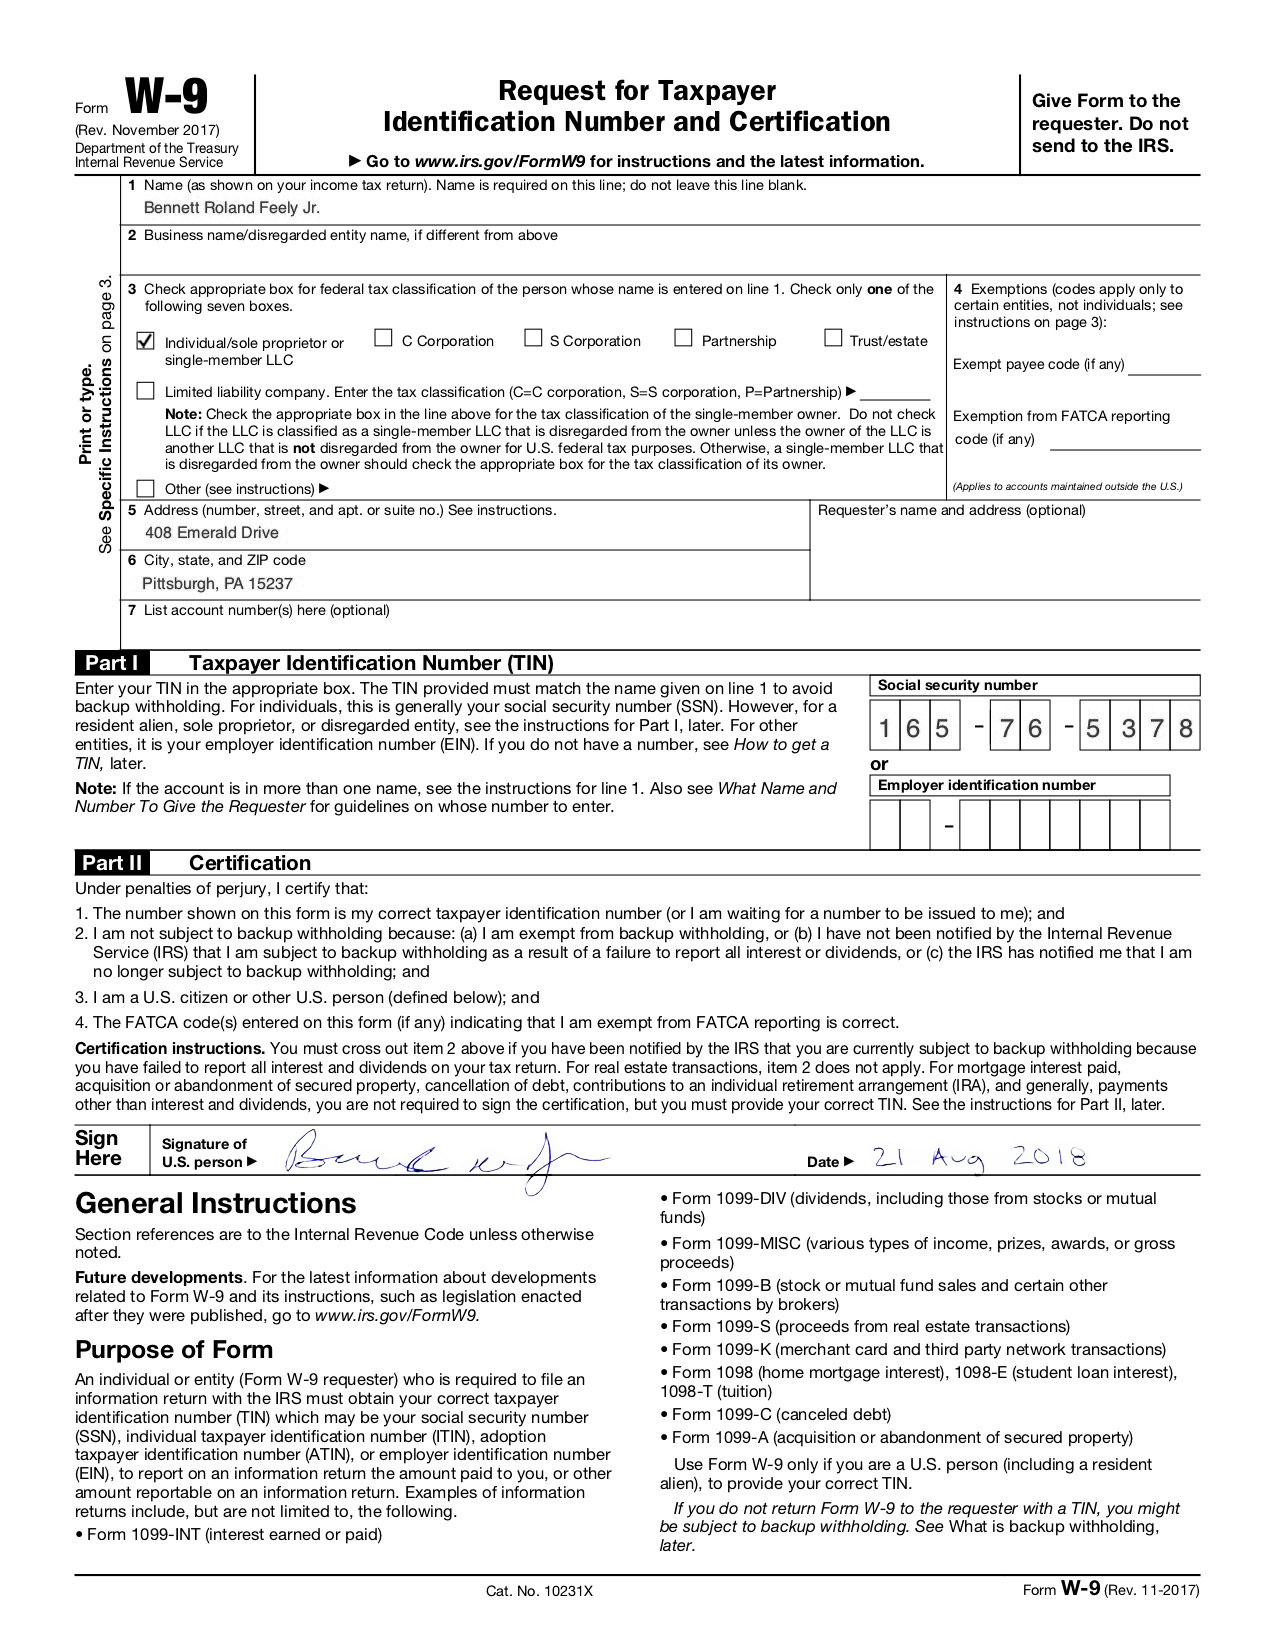 Form W-9
(Rev. November 2017)
Department of the Treasury
Internal Revenue Service
Request for Taxpayer
Identification Number and Certification
▶ Go to www.irs.gov/FormW9 for instructions and the latest information.
Give Form to the
requester. Do not
send to the IRS.
Print or type.
See Specific Instructions on page 3.
1 Name (as shown on your income tax return). Name is required on this line; do not leave this line blank.
Bennett Roland Feely Jr.
2 Business name/disregarded entity name, if different from above
3 Check appropriate box for federal tax classification of the person whose name is entered on line 1. Check only one of the
following seven boxes.
Individual/sole proprietor or
single-member LLC
C Corporation
S Corporation
Partnership
Trust/estate
Limited liability company. Enter the tax classification (C=C corporation, S=S corporation, P=Partnership) ▶
Note: Check the appropriate box in the line above for the tax classification of the single-member owner. Do not check
LLC if the LLC is classified as a single-member LLC that is disregarded from the owner unless the owner of the LLC is
another LLC that is not disregarded from the owner for U.S. federal tax purposes. Otherwise, a single-member LLC that
is disregarded from the owner should check the appropriate box for the tax classification of its owner.
Other (see instructions) ▶
4 Exemptions (codes apply only to
certain entities, not individuals; see
instructions on page 3):
Exempt payee code (if any)
Exemption from FATCA reporting
code (if any)
(Applies to accounts maintained outside the U.S.)
5 Address (number, street, and apt. or suite no.) See instructions.
408 Emerald Drive
Requester's name and address (optional)
6 City, state, and ZIP code
Pittsburgh, PA 15237
7 List account number(s) here (optional)
Part I Taxpayer Identification Number (TIN)
Enter your TIN in the appropriate box. The TIN provided must match the name given on line 1 to avoid
backup withholding. For individuals, this is generally your social security number (SSN). However, for a
resident alien, sole proprietor, or disregarded entity, see the instructions for Part I, later. For other
entities, it is your employer identification number (EIN). If you do not have a number, see How to get a
TIN, later.
Note: If the account is in more than one name, see the instructions for line 1. Also see What Name and
Number To Give the Requester for guidelines on whose number to enter.
Social security number
165 - 76 - 5378
or
Employer identification number
-
Part II Certification
Under penalties of perjury, I certify that:
1. The number shown on this form is my correct taxpayer identification number (or I am waiting for a number to be issued to me); and
2. I am not subject to backup withholding because: (a) I am exempt from backup withholding, or (b) I have not been notified by the Internal Revenue
Service (IRS) that I am subject to backup withholding as a result of a failure to report all interest or dividends, or (c) the IRS has notified me that I am
no longer subject to backup withholding; and
3. I am a U.S. citizen or other U.S. person (defined below); and
4. The FATCA code(s) entered on this form (if any) indicating that I am exempt from FATCA reporting is correct.
Certification instructions. You must cross out item 2 above if you have been notified by the IRS that you are currently subject to backup withholding because
you have failed to report all interest and dividends on your tax return. For real estate transactions, item 2 does not apply. For mortgage interest paid,
acquisition or abandonment of secured property, cancellation of debt, contributions to an individual retirement arrangement (IRA), and generally, payments
other than interest and dividends, you are not required to sign the certification, but you must provide your correct TIN. See the instructions for Part II, later.
Sign
Here
Signature of
U.S. person ▶
Date ▶ 21 Aug 2018
General Instructions
Section references are to the Internal Revenue Code unless otherwise
noted.
Future developments. For the latest information about developments
related to Form W-9 and its instructions, such as legislation enacted
after they were published, go to www.irs.gov/FormW9.
Purpose of Form
An individual or entity (Form W-9 requester) who is required to file an
information return with the IRS must obtain your correct taxpayer
identification number (TIN) which may be your social security number
(SSN), individual taxpayer identification number (ITIN), adoption
taxpayer identification number (ATIN), or employer identification number
(EIN), to report on an information return the amount paid to you, or other
amount reportable on an information return. Examples of information
returns include, but are not limited to, the following.
• Form 1099-INT (interest earned or paid)
• Form 1099-DIV (dividends, including those from stocks or mutual
funds)
• Form 1099-MISC (various types of income, prizes, awards, or gross
proceeds)
• Form 1099-B (stock or mutual fund sales and certain other
transactions by brokers)
• Form 1099-S (proceeds from real estate transactions)
• Form 1099-K (merchant card and third party network transactions)
• Form 1098 (home mortgage interest), 1098-E (student loan interest),
1098-T (tuition)
• Form 1099-C (canceled debt)
• Form 1099-A (acquisition or abandonment of secured property)
Use Form W-9 only if you are a U.S. person (including a resident
alien), to provide your correct TIN.
If you do not return Form W-9 to the requester with a TIN, you might
be subject to backup withholding. See What is backup withholding,
later.
Cat. No. 10231X
Form W-9 (Rev. 11-2017)